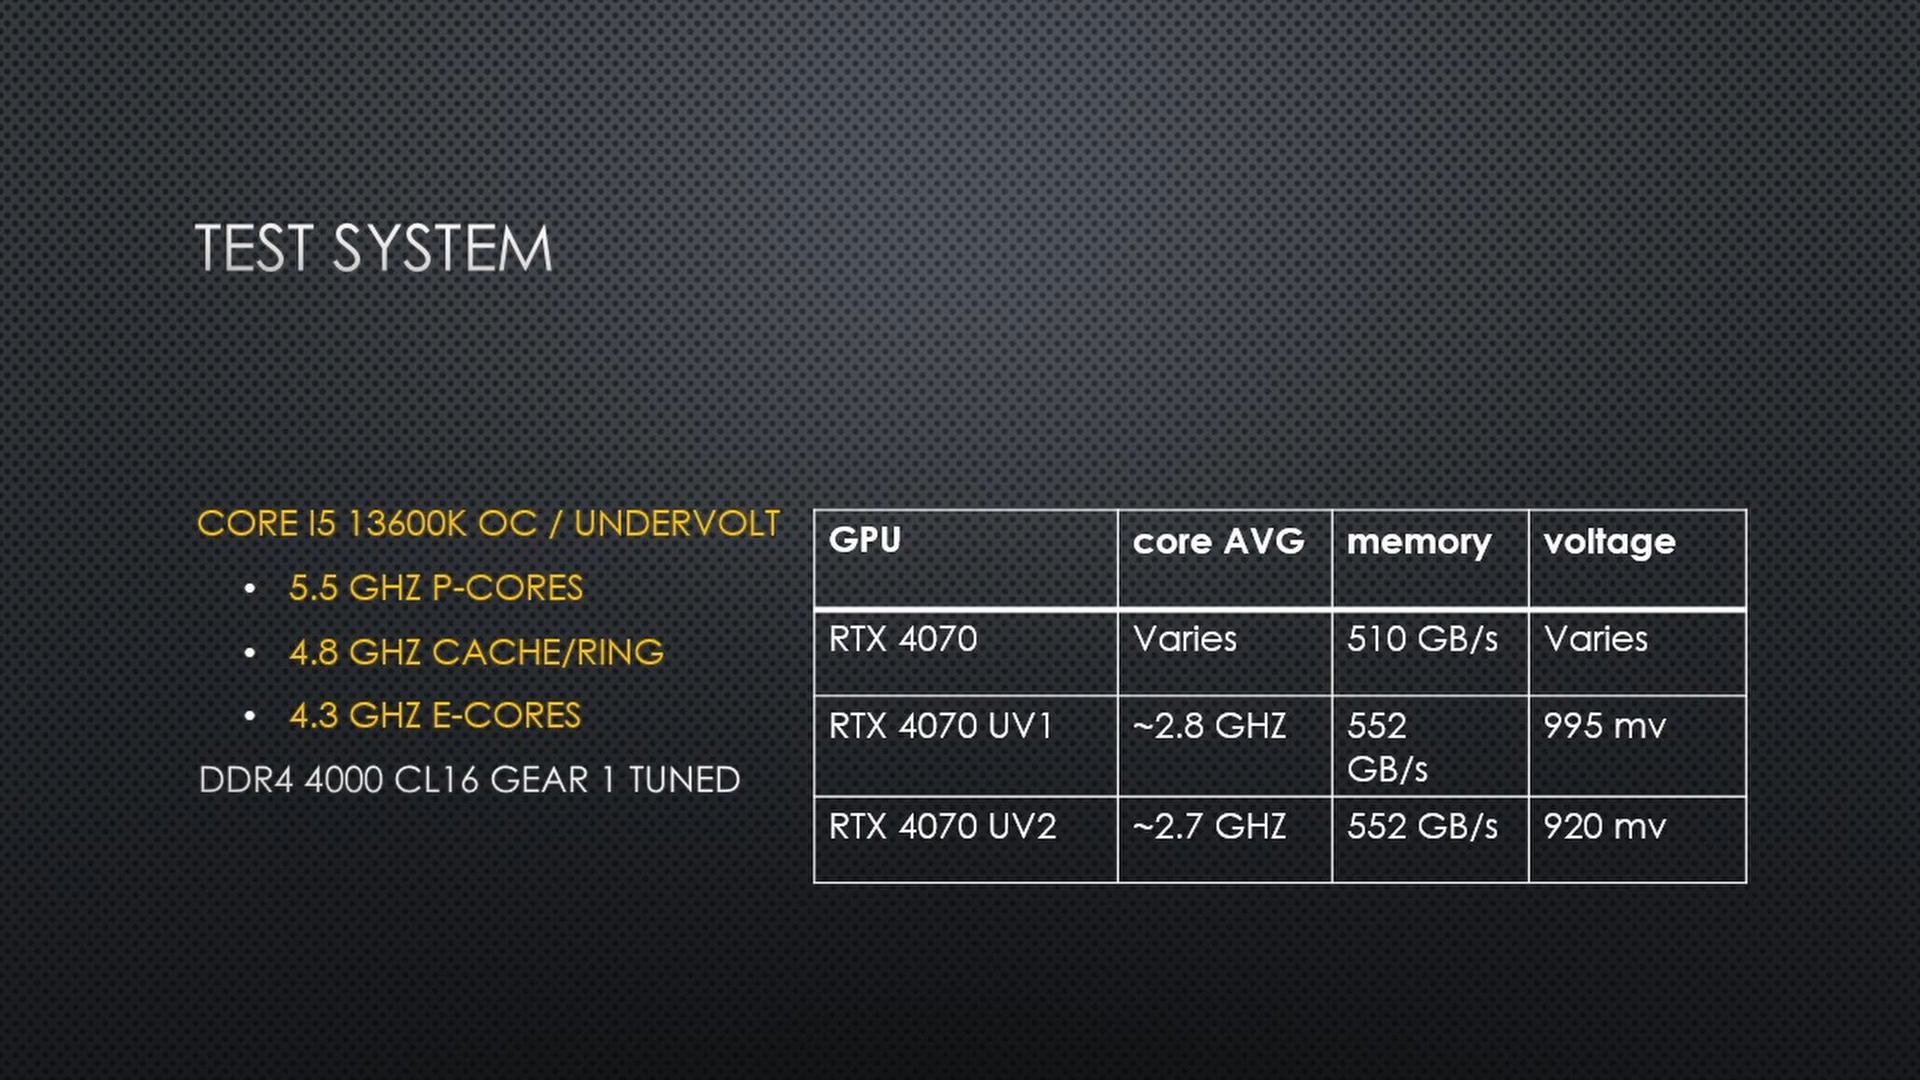 TEST SYSTEM
CORE I5 13600K OC / UNDERVOLT
• 5.5 GHZ P-CORES
• 4.8 GHZ CACHE/RING
• 4.3 GHZ E-CORES
DDR4 4000 CL16 GEAR 1 TUNED
GPU core AVG memory voltage
RTX 4070 Varies 510 GB/s Varies
RTX 4070 UV1 ~2.8 GHZ 552 995 mv
GB/s
RTX 4070 UV2 ~2.7 GHZ 552 GB/s 920 mv